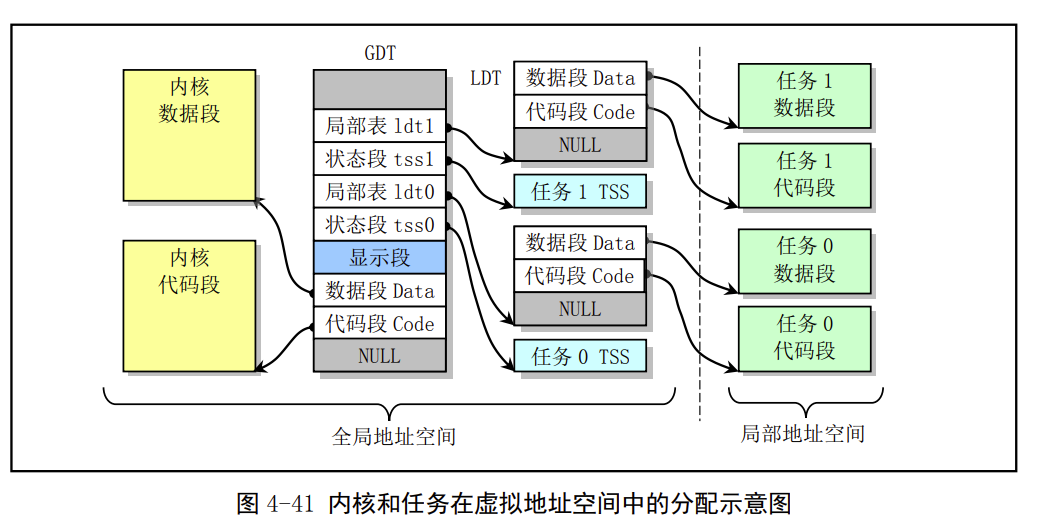 GDT
内核
数据段
局部表 ldt1
状态段 tss1
局部表 ldt0
状态段 tss0
显示段
数据段 Data
代码段 Code
NULL
内核
代码段
LDT
数据段 Data
代码段 Code
NULL
任务 1 TSS
数据段 Data
代码段 Code
NULL
任务 0 TSS
任务 1
数据段
任务 1
代码段
任务 0
数据段
任务 0
代码段
全局地址空间
局部地址空间
图 4-41 内核和任务在虚拟地址空间中的分配示意图